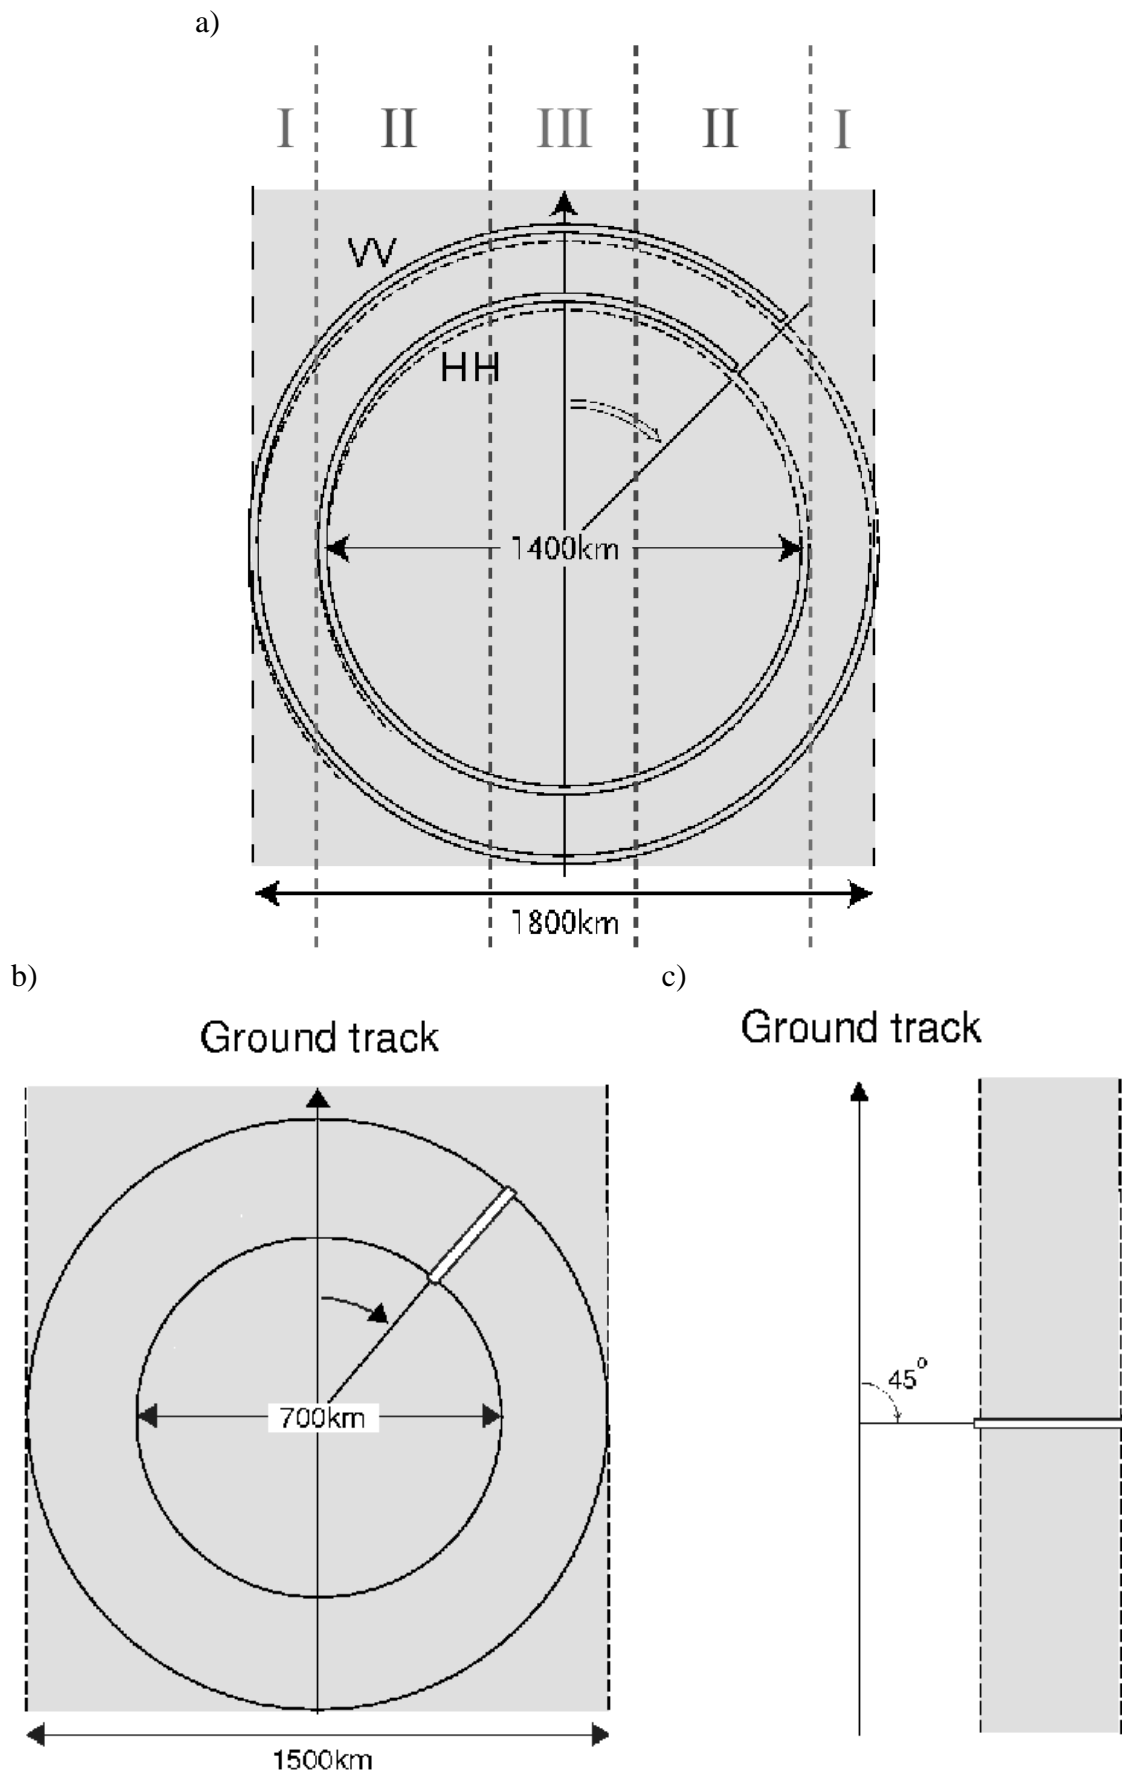 a)
I II III II I
VV
HH
1400km
1800km
b)
c)
Ground track
Ground track
45°
700km
1500km